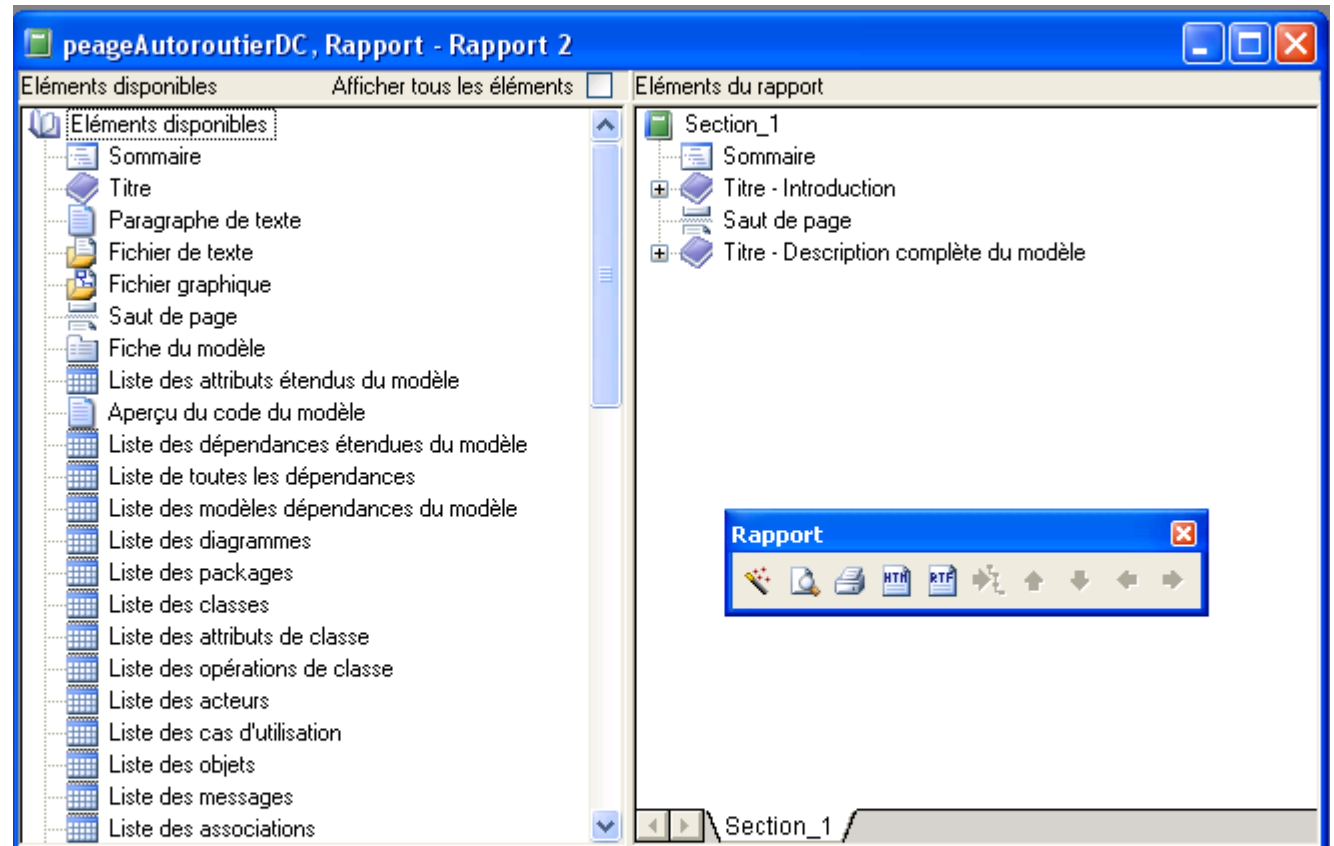 peageAutoroutierDC, Rapport - Rapport 2
Eléments disponibles
Afficher tous les éléments
Eléments disponibles
Sommaire
Titre
Paragraphe de texte
Fichier de texte
Fichier graphique
Saut de page
Fiche du modèle
Liste des attributs étendus du modèle
Aperçu du code du modèle
Liste des dépendances étendues du modèle
Liste de toutes les dépendances
Liste des modèles dépendances du modèle
Liste des diagrammes
Liste des packages
Liste des classes
Liste des attributs de classe
Liste des opérations de classe
Liste des acteurs
Liste des cas d'utilisation
Liste des objets
Liste des messages
Liste des associations
Eléments du rapport
Section_1
Sommaire
Titre - Introduction
Saut de page
Titre - Description complète du modèle
Rapport
HTM RTF
Section_1